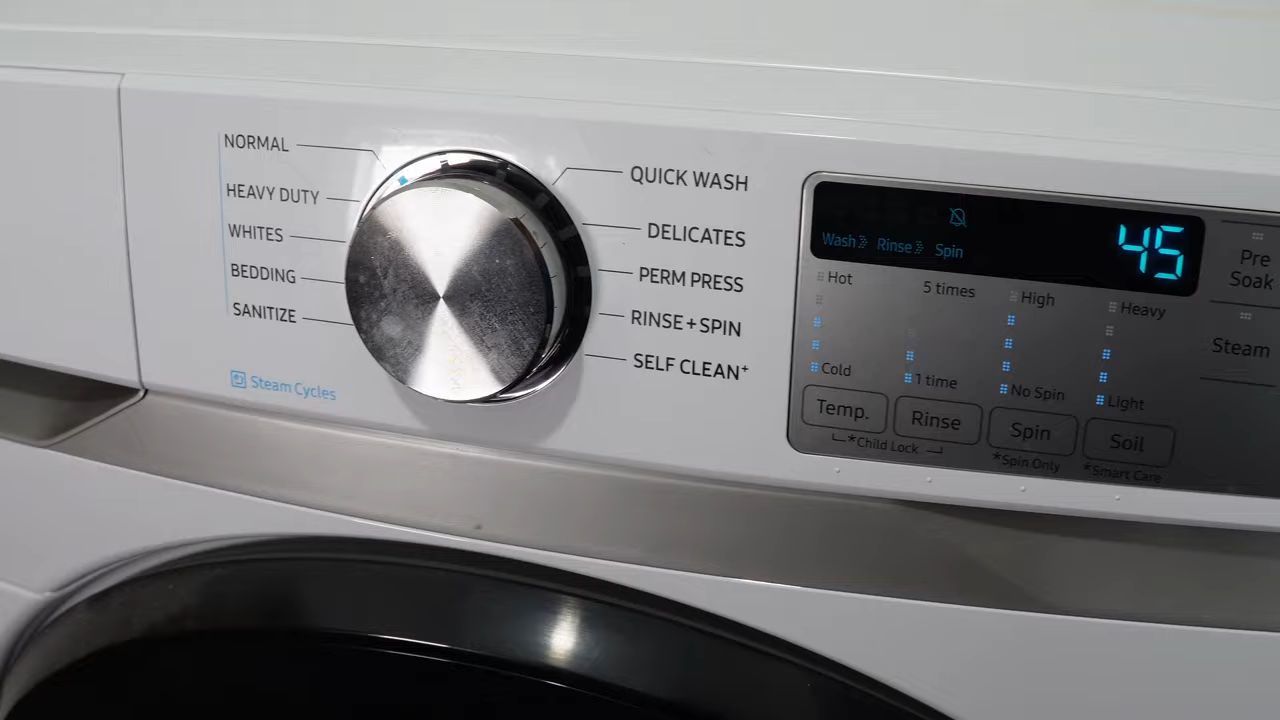 NORMAL
HEAVY DUTY
WHITES
BEDDING
SANITIZE
Steam Cycles
QUICK WASH
DELICATES
PERM PRESS
RINSE+SPIN
SELF CLEAN+
Wash Rinse Spin
45
Hot
5 times
High
Heavy
Cold
1 time
No Spin
Light
Temp.
Rinse
Spin
Soil
*Child Lock
*Spin Only
*Smart Care
Pre
Soak
Steam